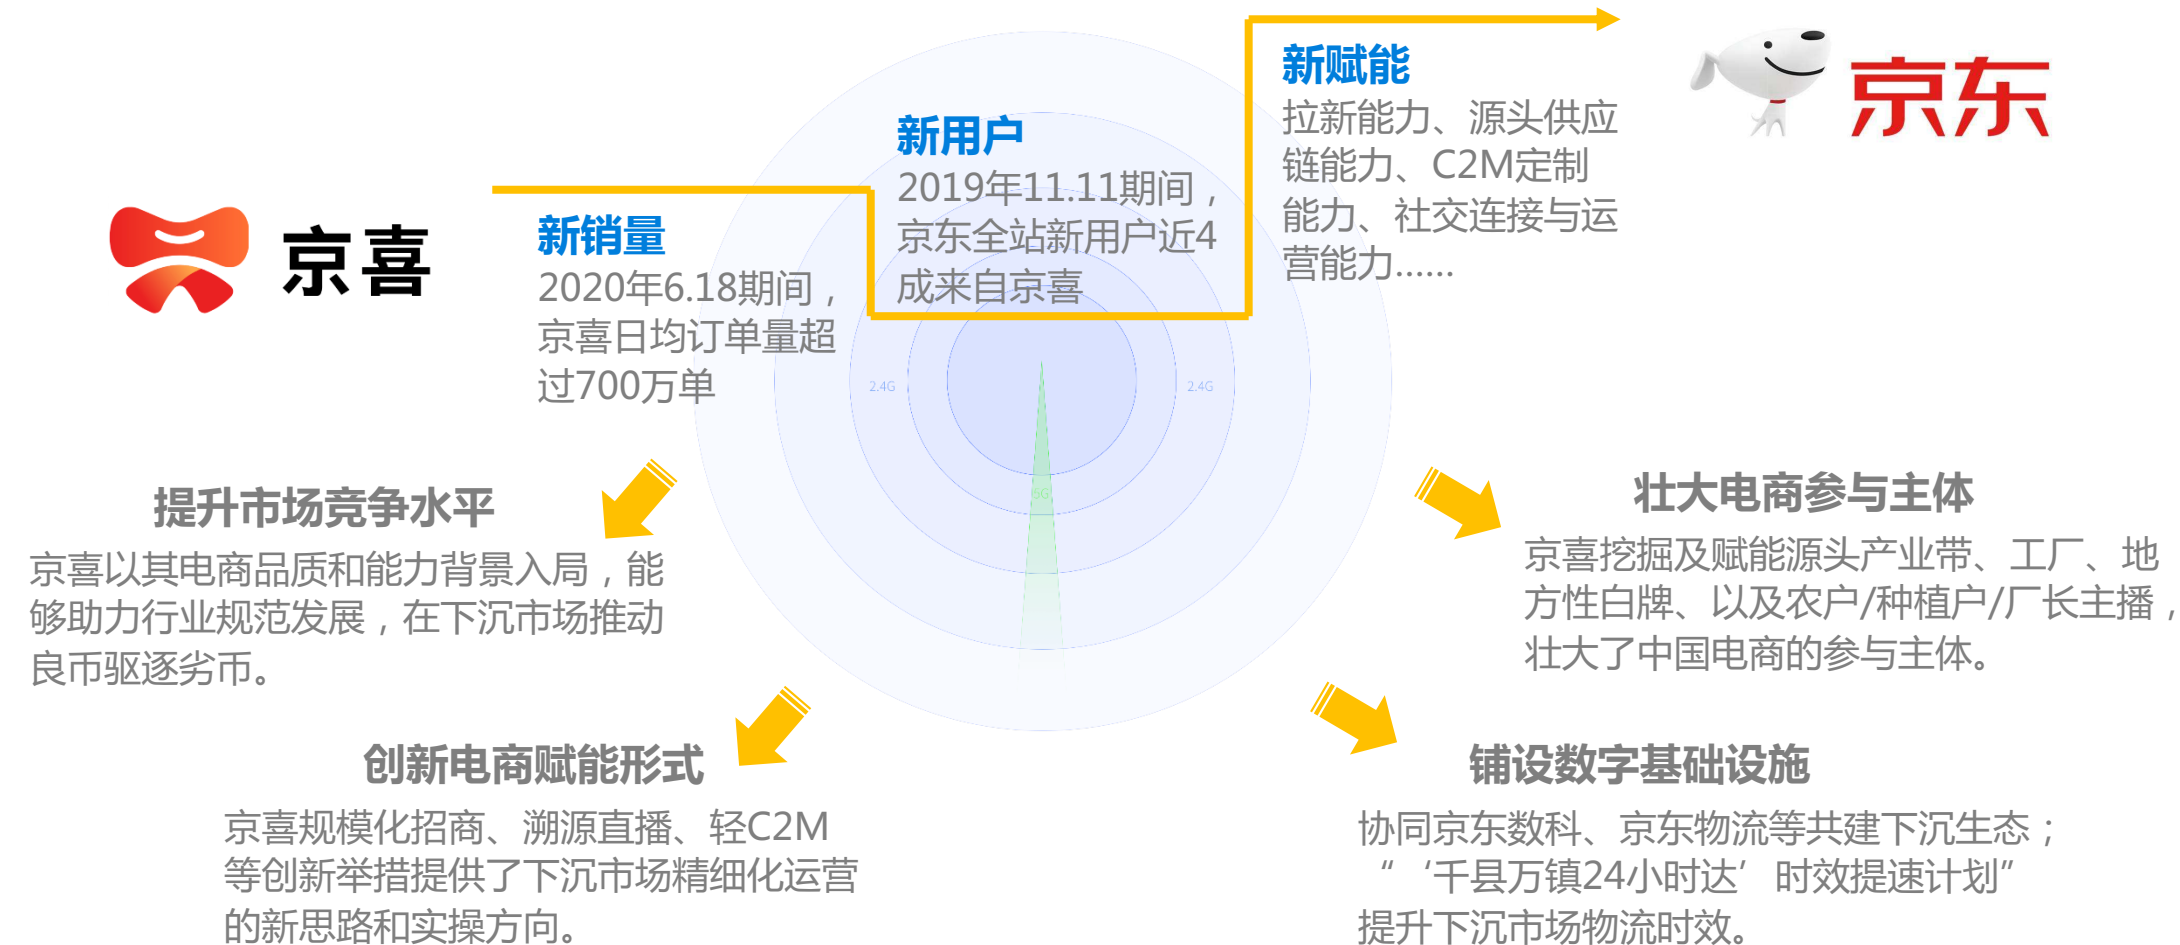 京喜
新销量
2020年6.18期间，
京喜日均订单量超
过700万单
新用户
2019年11.11期间，
京东全站新用户近4
成来自京喜
新赋能
拉新能力、源头供应
链能力、C2M定制
能力、社交连接与运
营能力......
京东
2.4G
2.4G
5G
提升市场竞争水平
京喜以其电商品质和能力背景入局，能
够助力行业规范发展，在下沉市场推动
良币驱逐劣币。
壮大电商参与主体
京喜挖掘及赋能源头产业带、工厂、地
方性白牌、以及农户/种植户/厂长主播，
壮大了中国电商的参与主体。
创新电商赋能形式
京喜规模化招商、溯源直播、轻C2M
等创新举措提供了下沉市场精细化运营
的新思路和实操方向。
铺设数字基础设施
协同京东数科、京东物流等共建下沉生态；
“‘千县万镇24小时达’时效提速计划”
提升下沉市场物流时效。